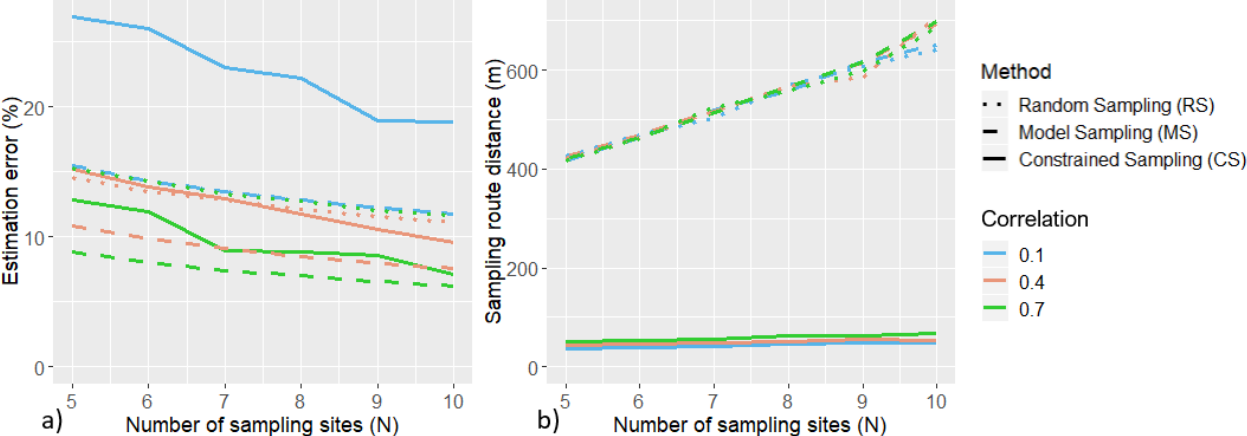 Estimation error (%)
20
10
0
5 6 7 8 9 10
a) Number of sampling sites (N)
Sampling route distance (m)
600
400
200
0
5 6 7 8 9 10
b) Number of sampling sites (N)
Method
Random Sampling (RS)
Model Sampling (MS)
Constrained Sampling (CS)
Correlation
0.1
0.4
0.7